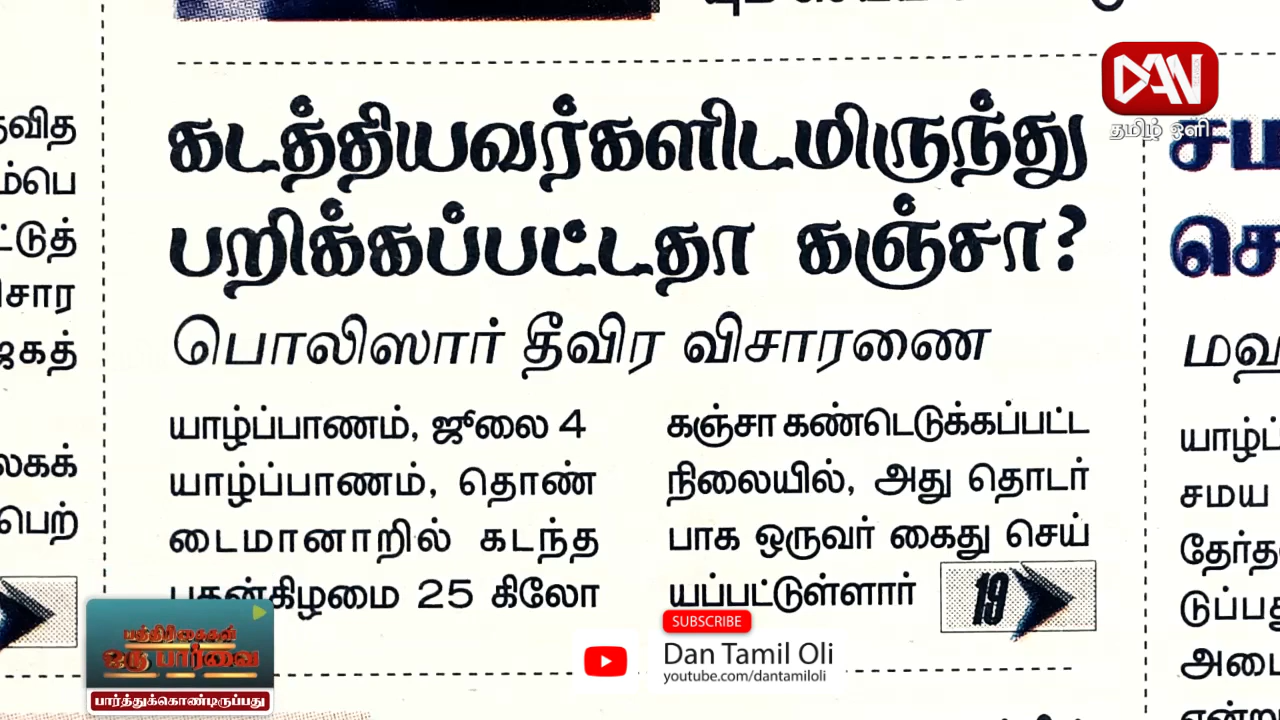 கடத்தியவர்களிடமிருந்து
பறிக்கப்பட்டதா கஞ்சா?
பொலிஸார் தீவிர விசாரணை
யாழ்ப்பாணம், ஜூலை 4
யாழ்ப்பாணம், தொண்
டைமானாறில் கடந்த
புதன்கிழமை 25 கிலோ
கஞ்சா கண்டெடுக்கப்பட்ட
நிலையில், அது தொடர்
பாக ஒருவர் கைது செய்
யப்பட்டுள்ளார்
19
DAN
தமிழ் ஒளி
சமய
தேர்த
பத்திரிகைகள்
ஒரு பார்வை
பார்த்துக்கொண்டிருப்பது
SUBSCRIBE
Dan Tamil Oli
youtube.com/dantamiloli